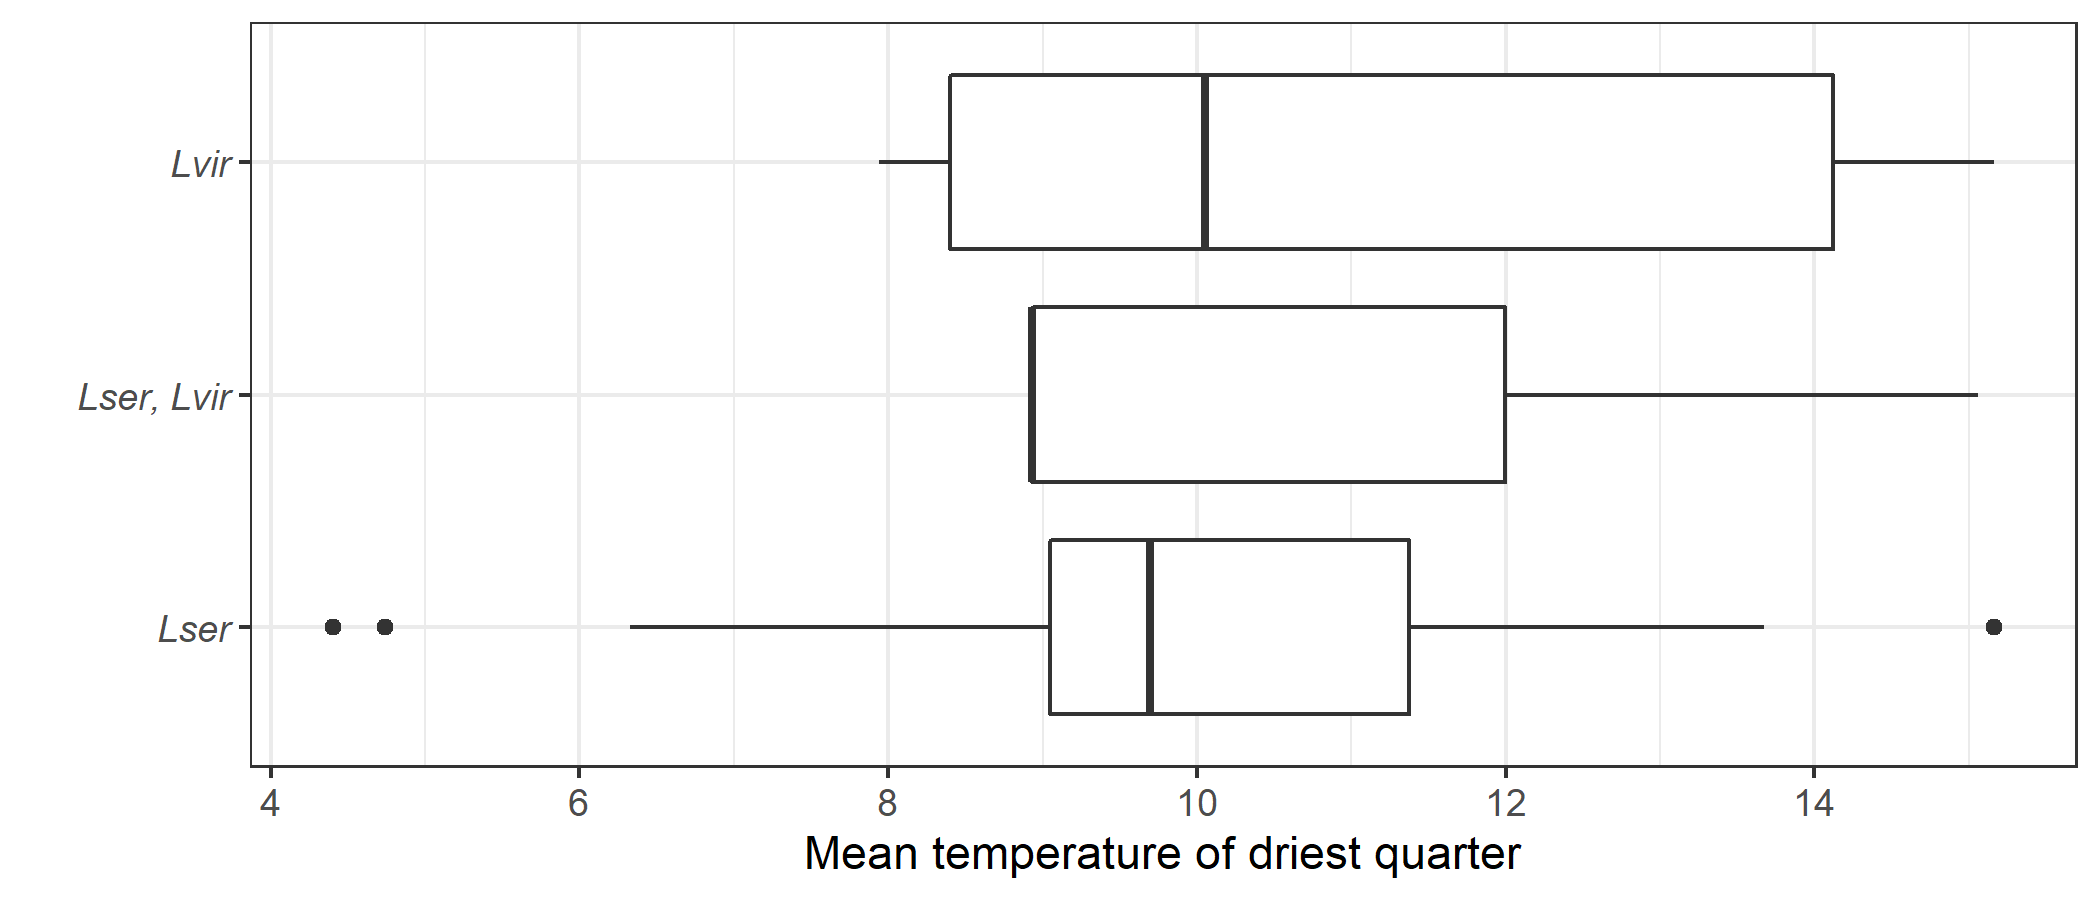 Lvir
Lser, Lvir
Lser
4 6 8 10 12 14
Mean temperature of driest quarter